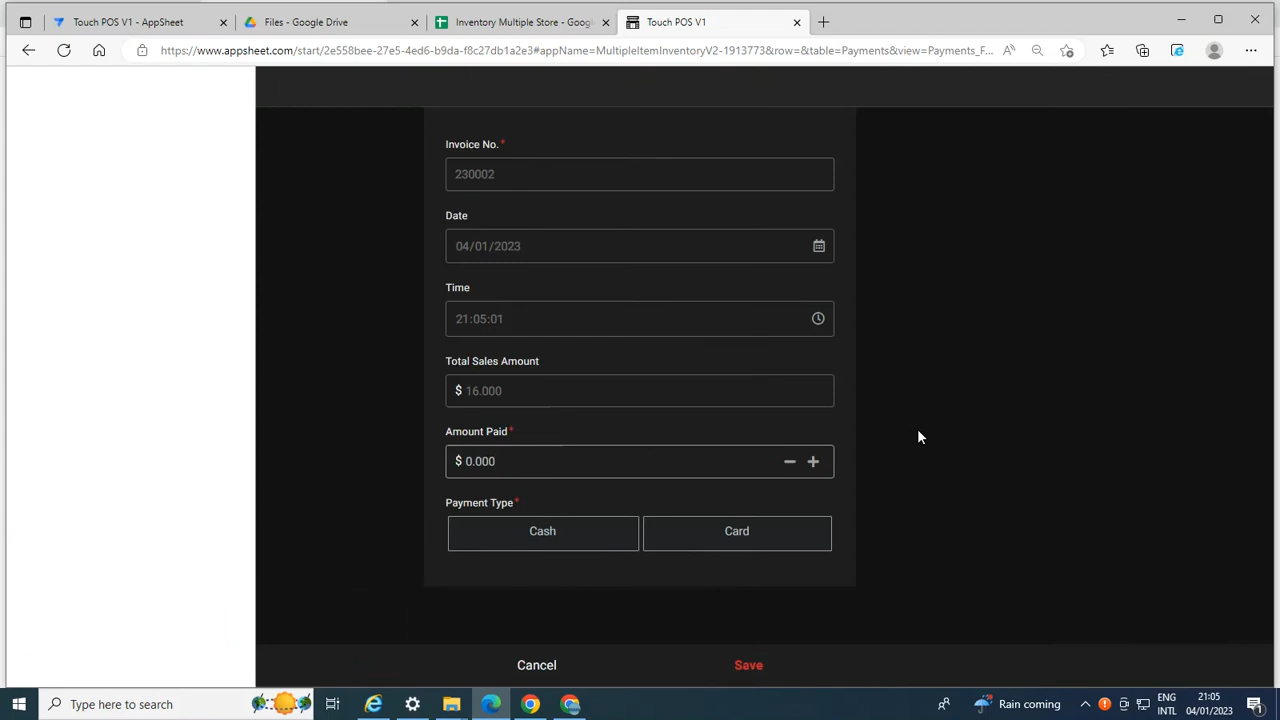 Touch POS V1 - AppSheet
Files - Google Drive
Inventory Multiple Store - Googl
Touch POS V1
https://www.appsheet.com/start/2e558bee-27e5-4ed6-b9da-f8c27db1a2e3#appName=MultipleItemInventoryV2-1913773&row=&table=Payments&view=Payments_F...
Invoice No.*
230002
Date
04/01/2023
Time
21:05:01
Total Sales Amount
$ 16.000
Amount Paid*
$ 0.000
Payment Type*
Cash
Card
Cancel
Save
Type here to search
Rain coming
ENG
INTL
21:05
04/01/2023